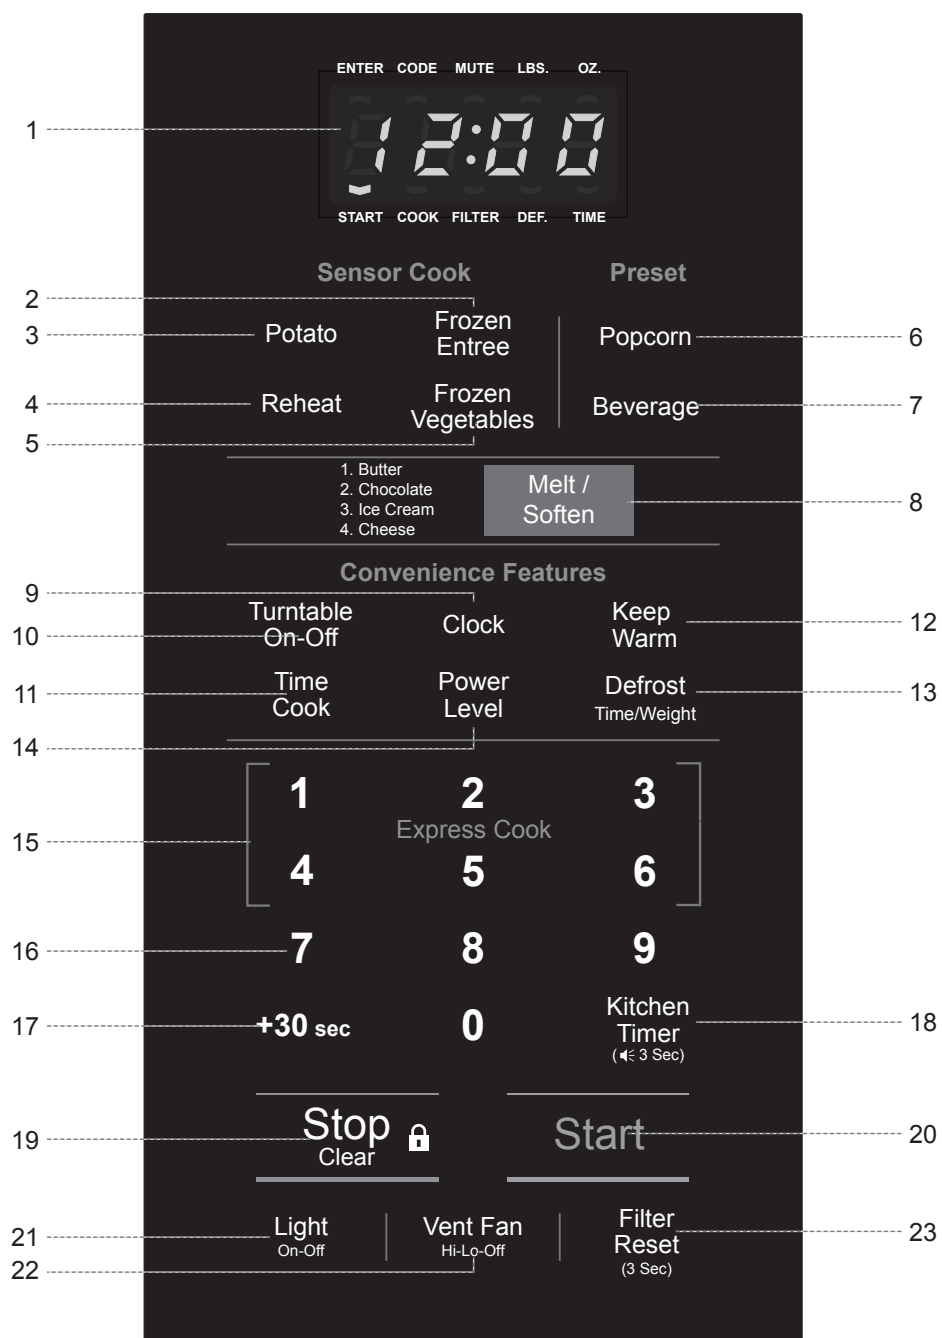 ENTER CODE MUTE LBS. OZ.
1
12:00
START COOK FILTER DEF. TIME
Sensor Cook
Preset
2
3
Potato
Frozen
Entree
Popcorn
6
4
Reheat
Frozen
Vegetables
Beverage
7
5
1. Butter
2. Chocolate
3. Ice Cream
4. Cheese
Melt /
Soften
8
Convenience Features
9
10
Turntable
On-Off
Clock
Keep
Warm
12
11
Time
Cook
Power
Level
Defrost
Time/Weight
13
14
1 2 3
Express Cook
15
4 5 6
16
7 8 9
17
+30 sec
0
Kitchen
Timer
( 3 Sec)
18
19
Stop
Clear
Start
20
21
Light
On-Off
Vent Fan
Hi-Lo-Off
Filter
Reset
(3 Sec)
23
22